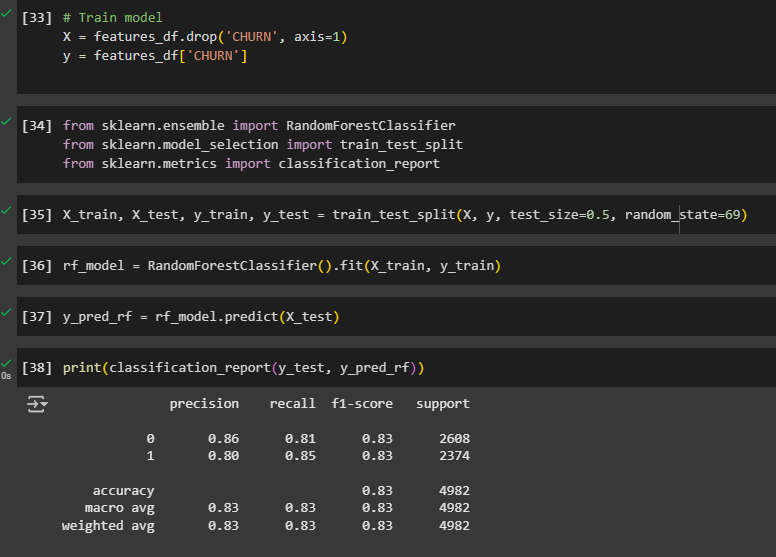 [33] # Train model
X = features_df.drop('CHURN', axis=1)
y = features_df['CHURN']
[34] from sklearn.ensemble import RandomForestClassifier
from sklearn.model_selection import train_test_split
from sklearn.metrics import classification_report
[35] X_train, X_test, y_train, y_test = train_test_split(X, y, test_size=0.5, random_state=69)
[36] rf_model = RandomForestClassifier().fit(X_train, y_train)
[37] y_pred_rf = rf_model.predict(X_test)
[38] print(classification_report(y_test, y_pred_rf))
0s
precision recall f1-score support
0 0.86 0.81 0.83 2608
1 0.80 0.85 0.83 2374
accuracy 0.83 4982
macro avg 0.83 0.83 0.83 4982
weighted avg 0.83 0.83 0.83 4982